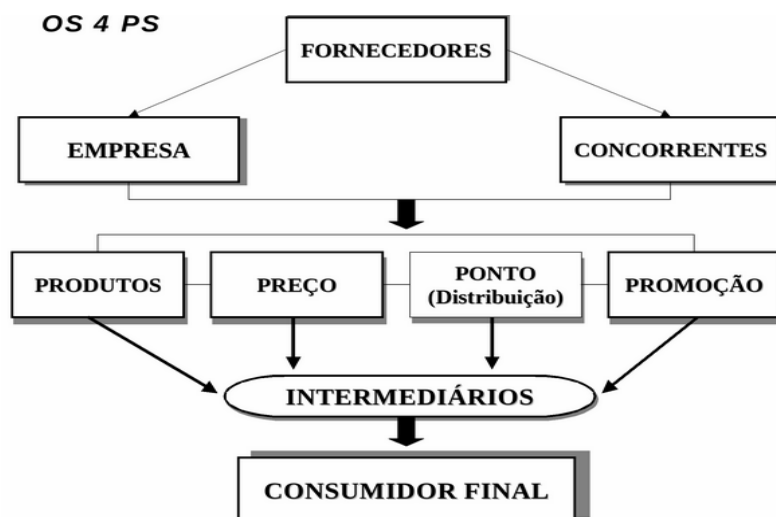 OS 4 PS
FORNECEDORES
EMPRESA
CONCORRENTES
PRODUTOS
PREÇO
PONTO
(Distribuição)
PROMOÇÃO
INTERMEDIÁRIOS
CONSUMIDOR FINAL